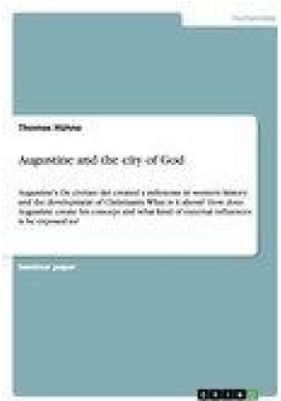 Thomas Hühne
Augustine and the city of God
Augustine's De civitate dei created a milestone in western history
and the development of Christianity. What is it about? How does
Augustine create his concept and what kind of external influences
is he exposed to?
Seminar paper
GRIN